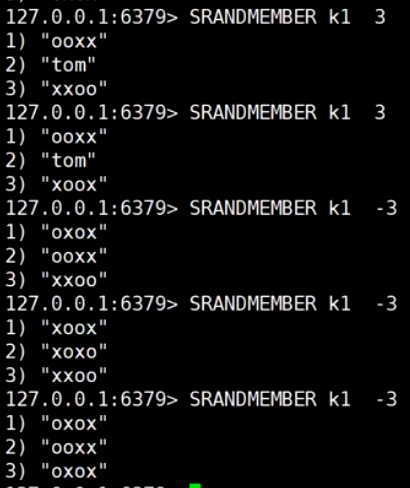 127.0.0.1:6379> SRANDMEMBER k1  3
1) "ooxx"
2) "tom"
3) "xxoo"
127.0.0.1:6379> SRANDMEMBER k1  3
1) "ooxx"
2) "tom"
3) "xoox"
127.0.0.1:6379> SRANDMEMBER k1  -3
1) "oxox"
2) "ooxx"
3) "xxoo"
127.0.0.1:6379> SRANDMEMBER k1  -3
1) "xoox"
2) "xoxo"
3) "xxoo"
127.0.0.1:6379> SRANDMEMBER k1  -3
1) "oxox"
2) "ooxx"
3) "oxox"